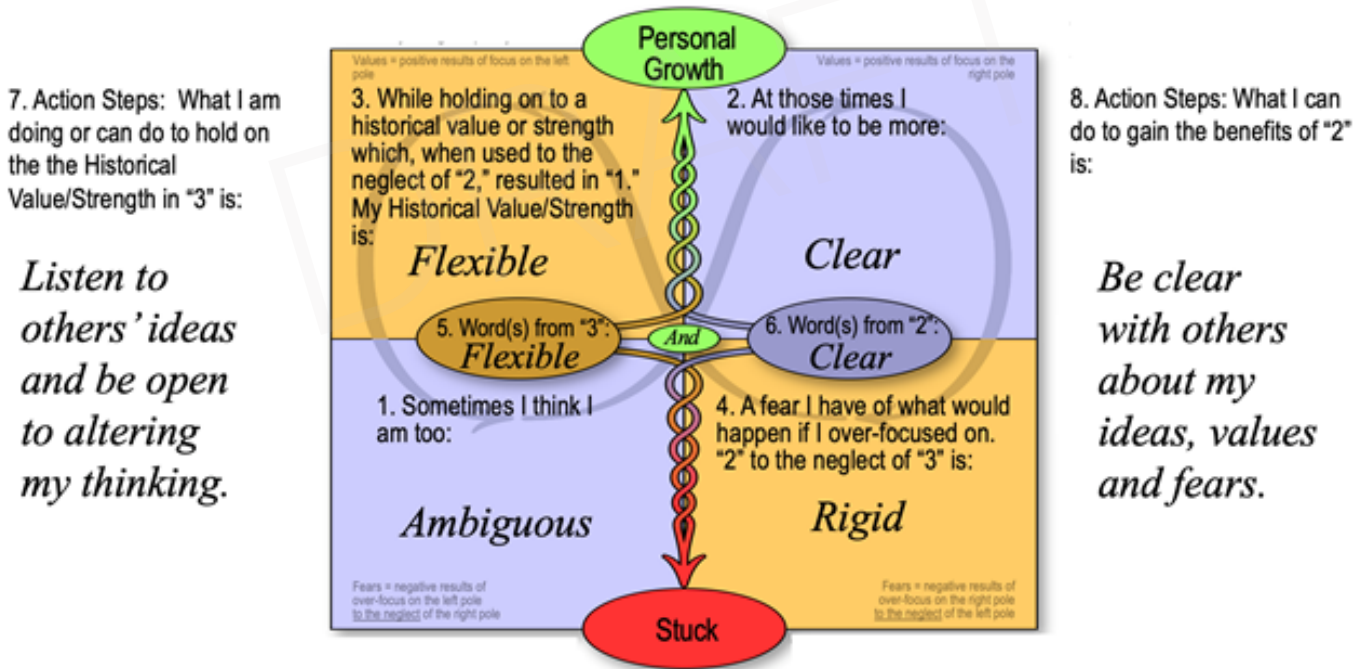 Personal
Growth
Values = positive results of focus on the left
pole
Values = positive results of focus on the
right pole
7. Action Steps: What I am
doing or can do to hold on
the the Historical
Value/Strength in “3” is:
Listen to
others’ ideas
and be open
to altering
my thinking.
3. While holding on to a
historical value or strength
which, when used to the
neglect of “2,” resulted in “1.”
My Historical Value/Strength
is:
Flexible
2. At those times I
would like to be more:
Clear
8. Action Steps: What I can
do to gain the benefits of “2”
is:
Be clear
with others
about my
ideas, values
and fears.
5. Word(s) from “3”:
Flexible
And
6. Word(s) from “2”:
Clear
1. Sometimes I think I
am too:
Ambiguous
4. A fear I have of what would
happen if I over-focused on.
“2” to the neglect of “3” is:
Rigid
Fears = negative results of
over-focus on the left pole
to the neglect of the right pole
Fears = negative results of
over-focus on the right pole
to the neglect of the left pole
Stuck